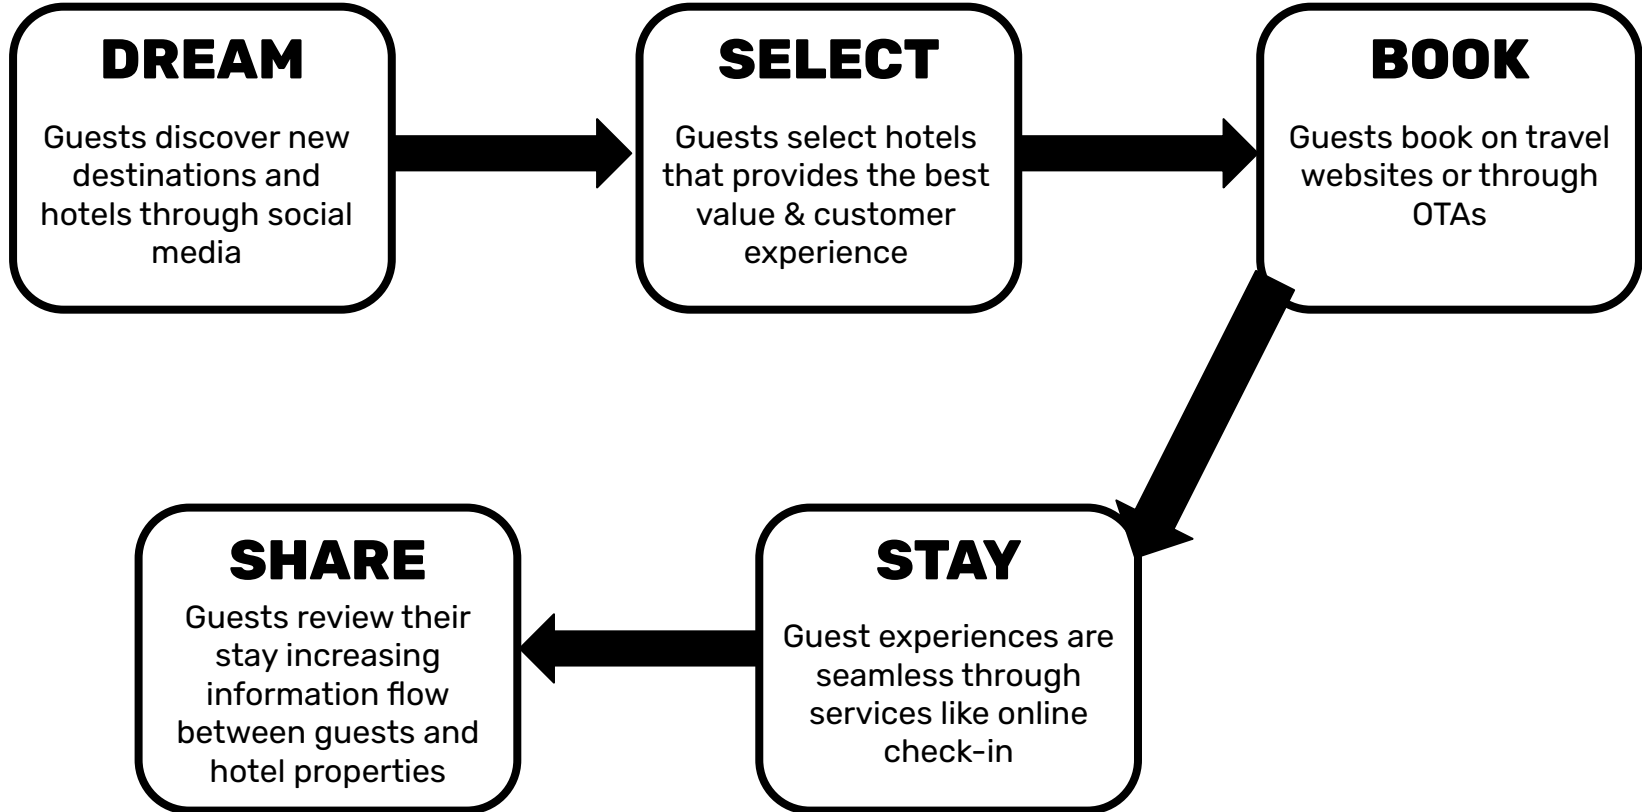 DREAM
Guests discover new
destinations and
hotels through social
media
SELECT
Guests select hotels
that provides the best
value & customer
experience
BOOK
Guests book on travel
websites or through
OTAs
STAY
Guest experiences are
seamless through
services like online
check-in
SHARE
Guests review their
stay increasing
information flow
between guests and
hotel properties